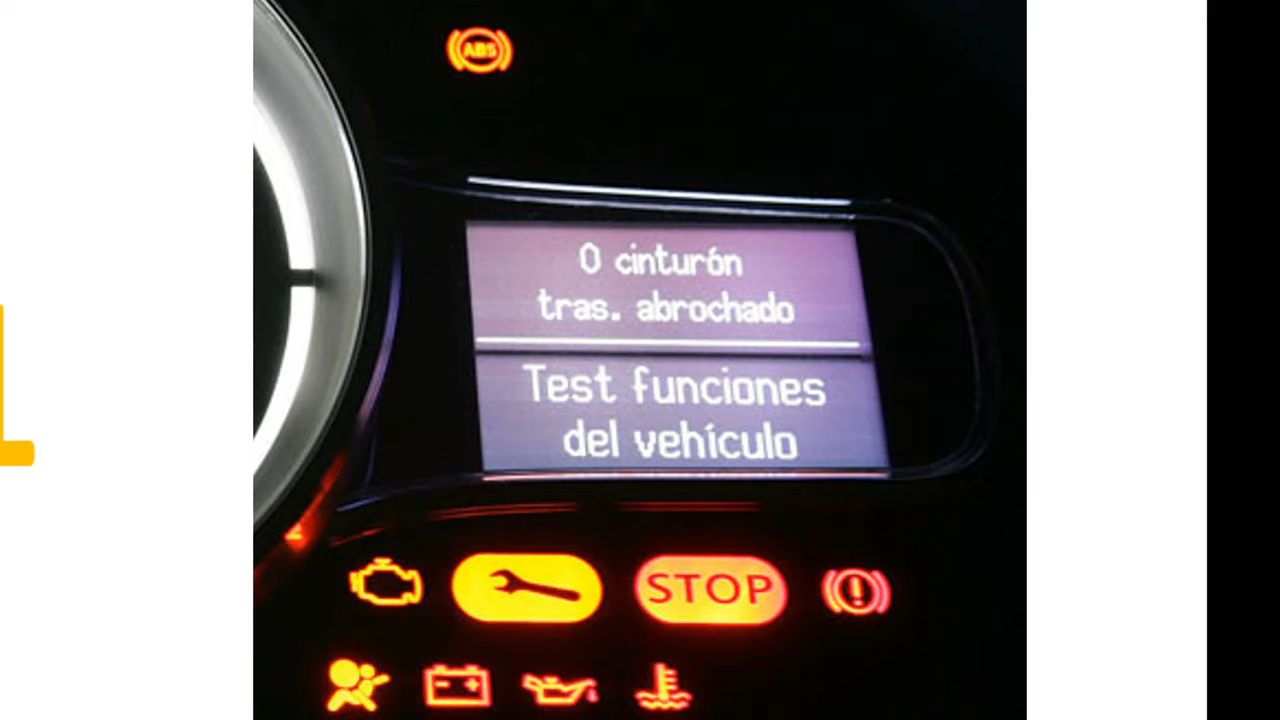 ABS
0 cinturón
tras. abrochado
Test funciones
del vehículo
STOP